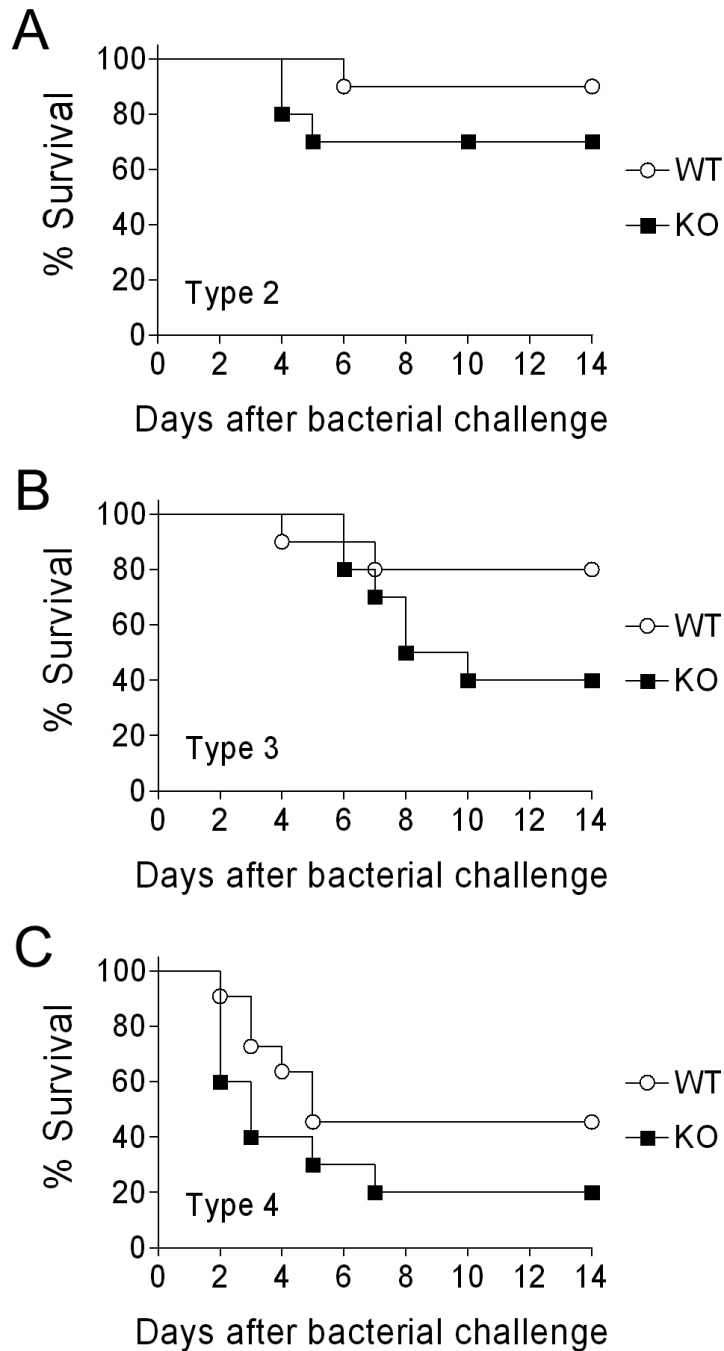 A
100
80
60
40
20
0
% Survival
WT
KO
Type 2
0 2 4 6 8 10 12 14
Days after bacterial challenge
B
100
80
60
40
20
0
% Survival
WT
KO
Type 3
0 2 4 6 8 10 12 14
Days after bacterial challenge
C
100
80
60
40
20
0
% Survival
WT
KO
Type 4
0 2 4 6 8 10 12 14
Days after bacterial challenge